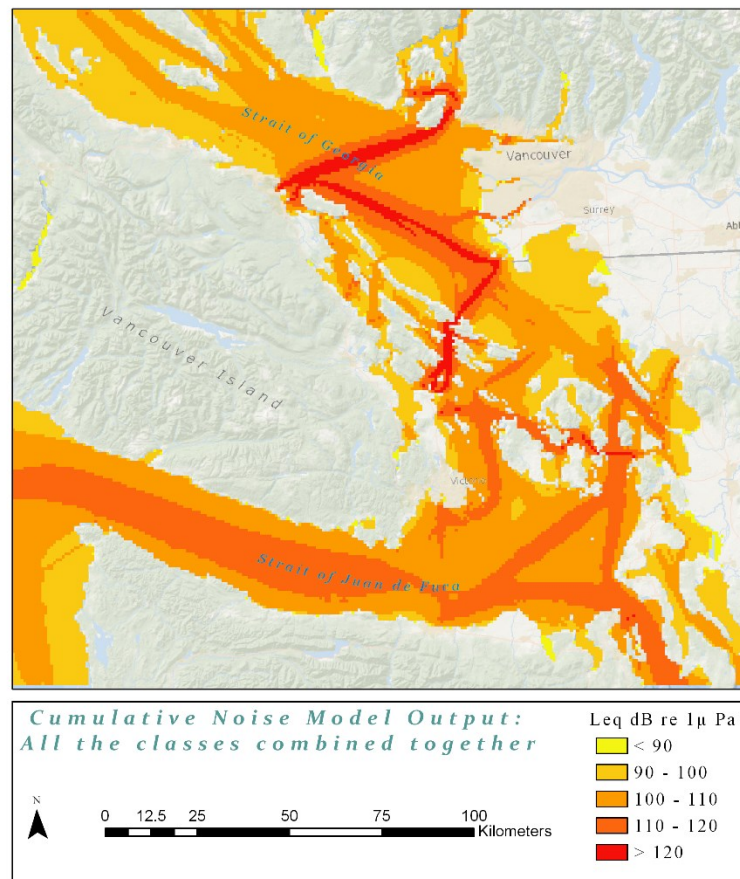 Strait of Georgia
Vancouver
Surrey
Abb
Vancouver Island
Strait of Juan de Fuca
Cumulative Noise Model Output:
All the classes combined together
Leq dB re 1μ Pa
< 90
90 - 100
100 - 110
110 - 120
> 120
N
0 12.5 25 50 75 100
Kilometers